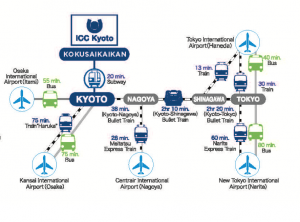 ICC Kyoto
KOKUSAIKAIKAN
20 min.
Subway
Tokyo International
Airport(Haneda)
13 min.
Train
30 min.
Bus
Osaka
International
Airport(Itami)
55 min.
Bus
KYOTO
NAGOYA
SHINAGAWA
TOKYO
36 min.
(Kyoto-Nagoya)
Bullet Train
2hr 10 min.
(Kyoto-Shinagawa)
Bullet Train
2hr 20 min.
(Kyoto-Tokyo)
Bullet Train
75 min.
Train"Haruka"
75 min.
Bus
28 min.
Meitetsu
Express Train
60 min.
Narita
Express Train
80 min.
Bus
Kansai International
Airport (Osaka)
Centrair International
Airport (Nagoya)
New Tokyo International
Airport (Narita)